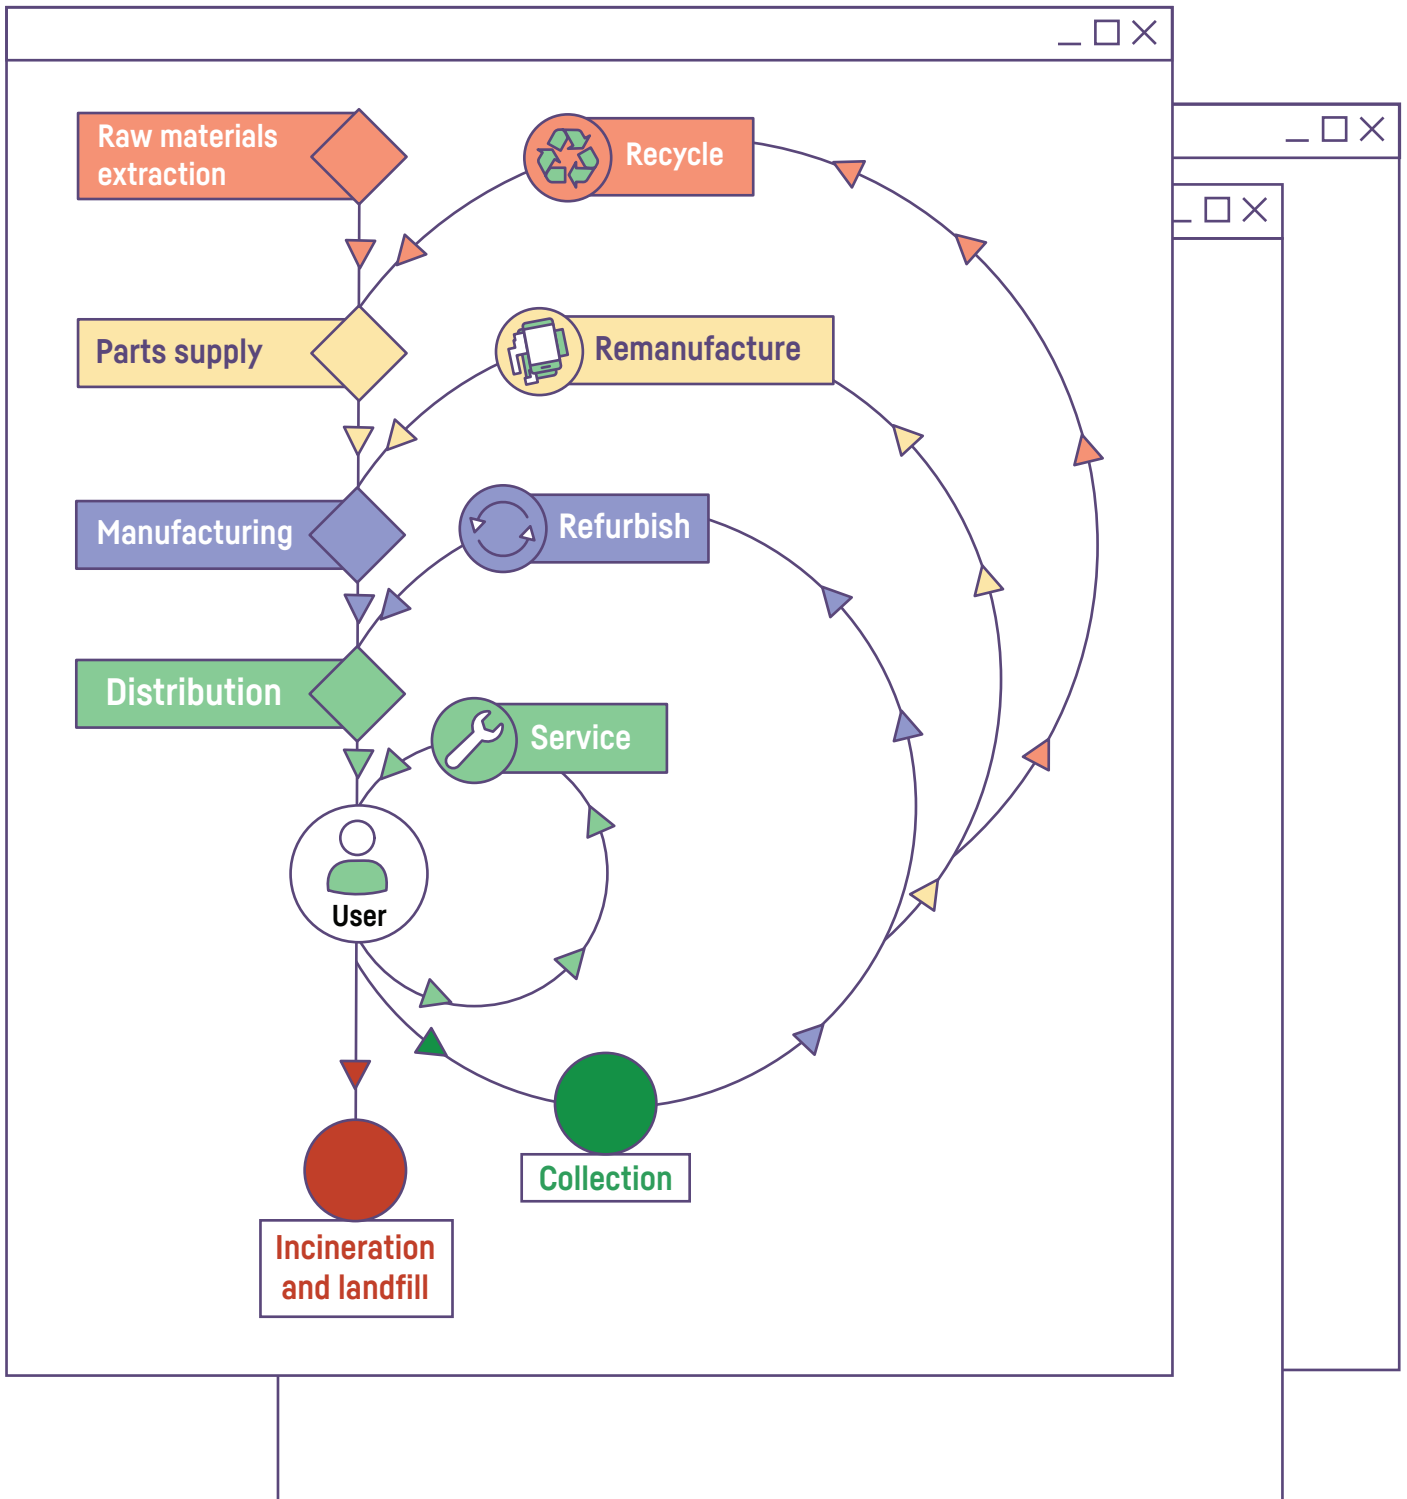 Raw materials
extraction
Recycle
Parts supply
Remanufacture
Manufacturing
Refurbish
Distribution
Service
User
Collection
Incineration
and landfill